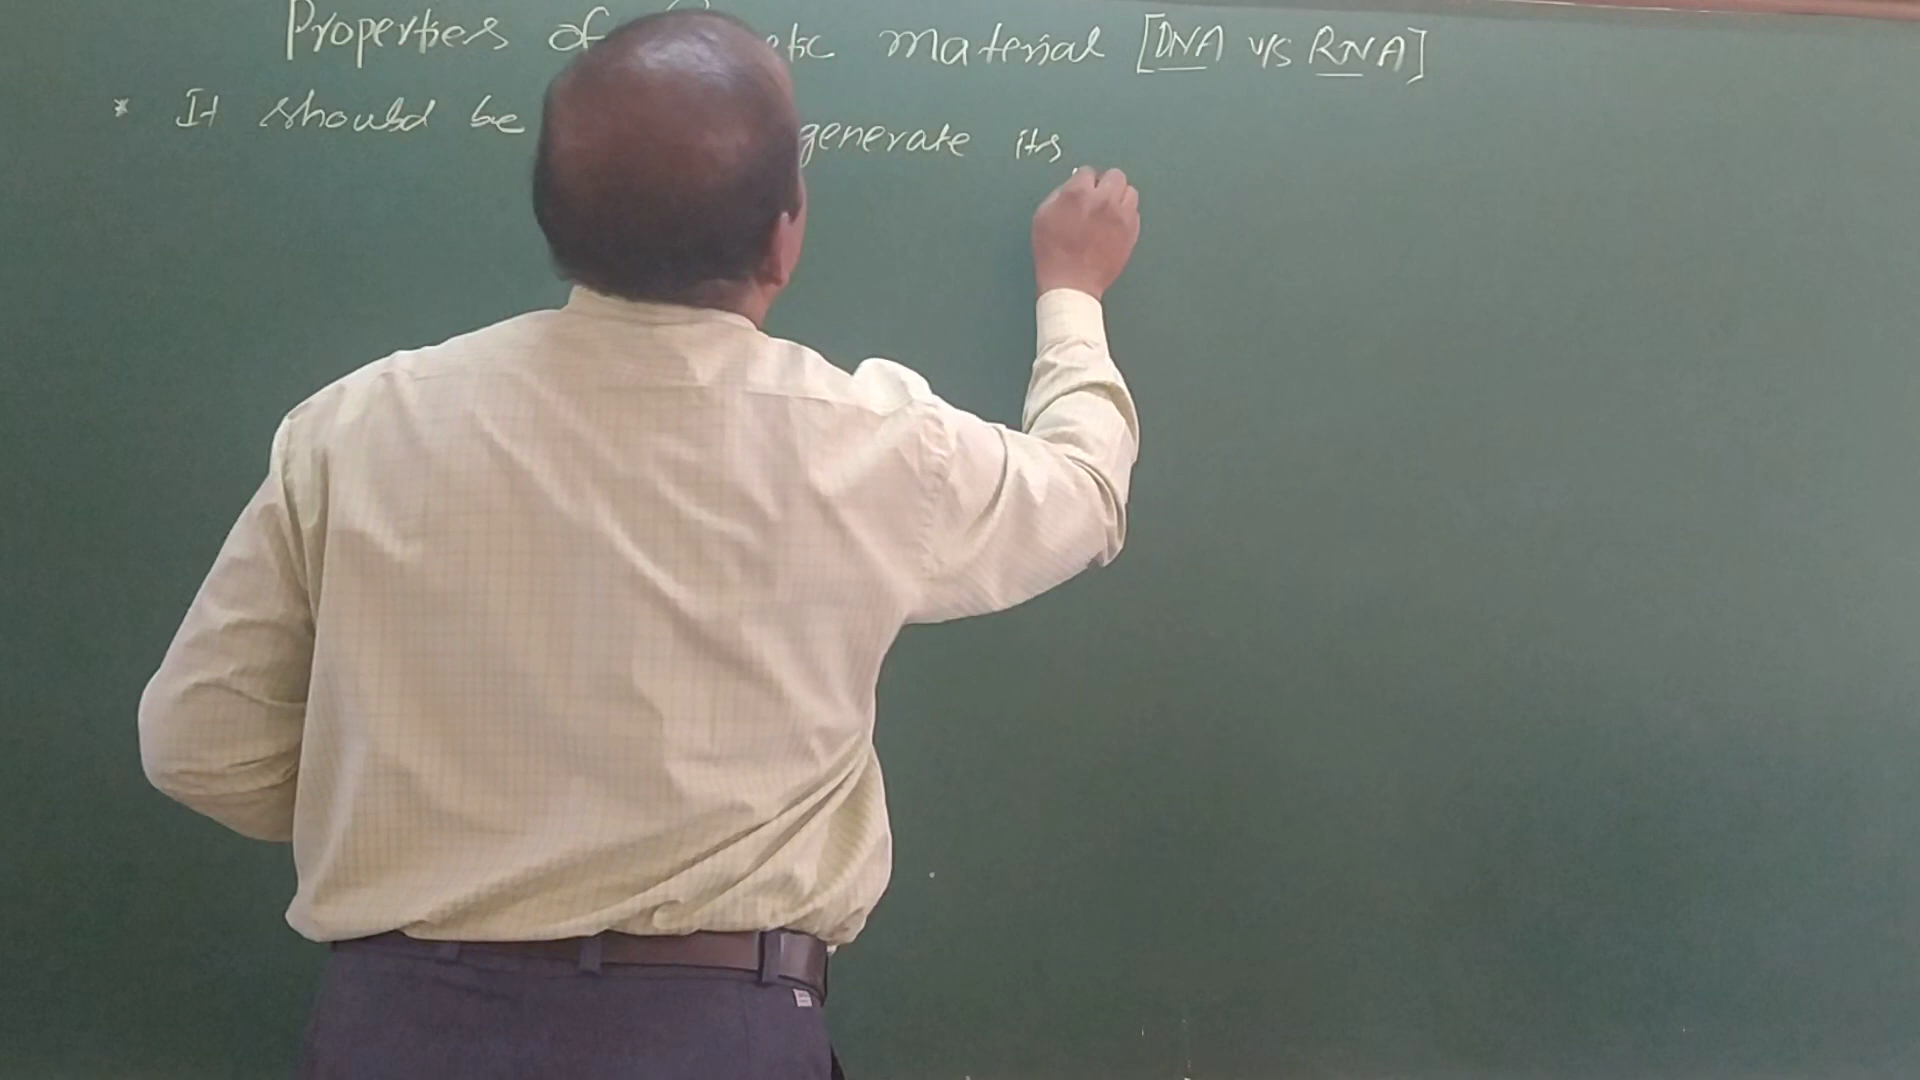 Properties of material [DNA v/s RNA]
* It should be generate its